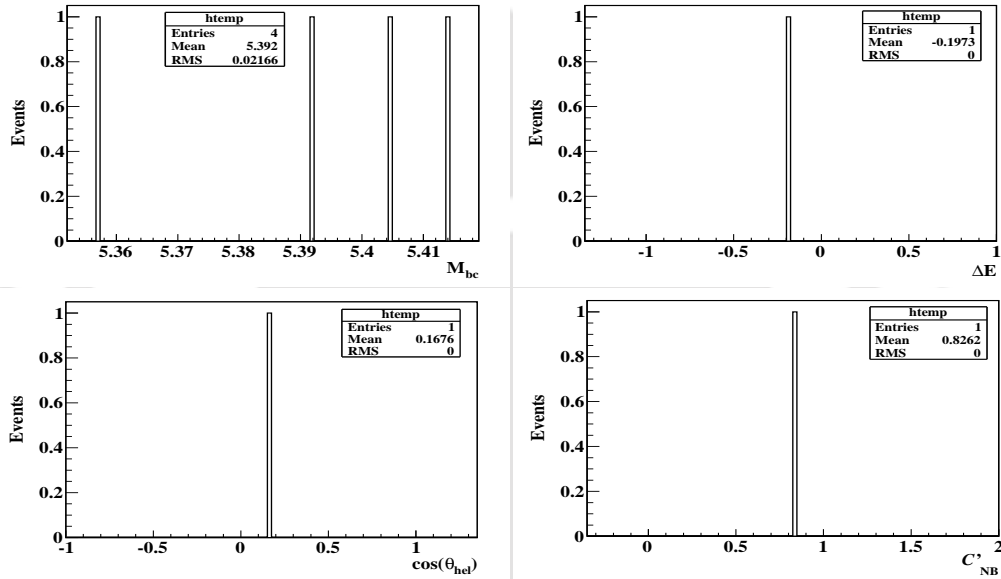 htemp
Entries 4
Mean 5.392
RMS 0.02166
Events
1
0.8
0.6
0.4
0.2
0
5.36 5.37 5.38 5.39 5.4 5.41
M_bc
htemp
Entries 1
Mean -0.1973
RMS 0
Events
1
0.8
0.6
0.4
0.2
0
-1 -0.5 0 0.5 1
ΔE
htemp
Entries 1
Mean 0.1676
RMS 0
Events
1
0.8
0.6
0.4
0.2
0
-1 -0.5 0 0.5 1
cos(θ_hel)
htemp
Entries 1
Mean 0.8262
RMS 0
Events
1
0.8
0.6
0.4
0.2
0
0 0.5 1 1.5 2
C'_NB